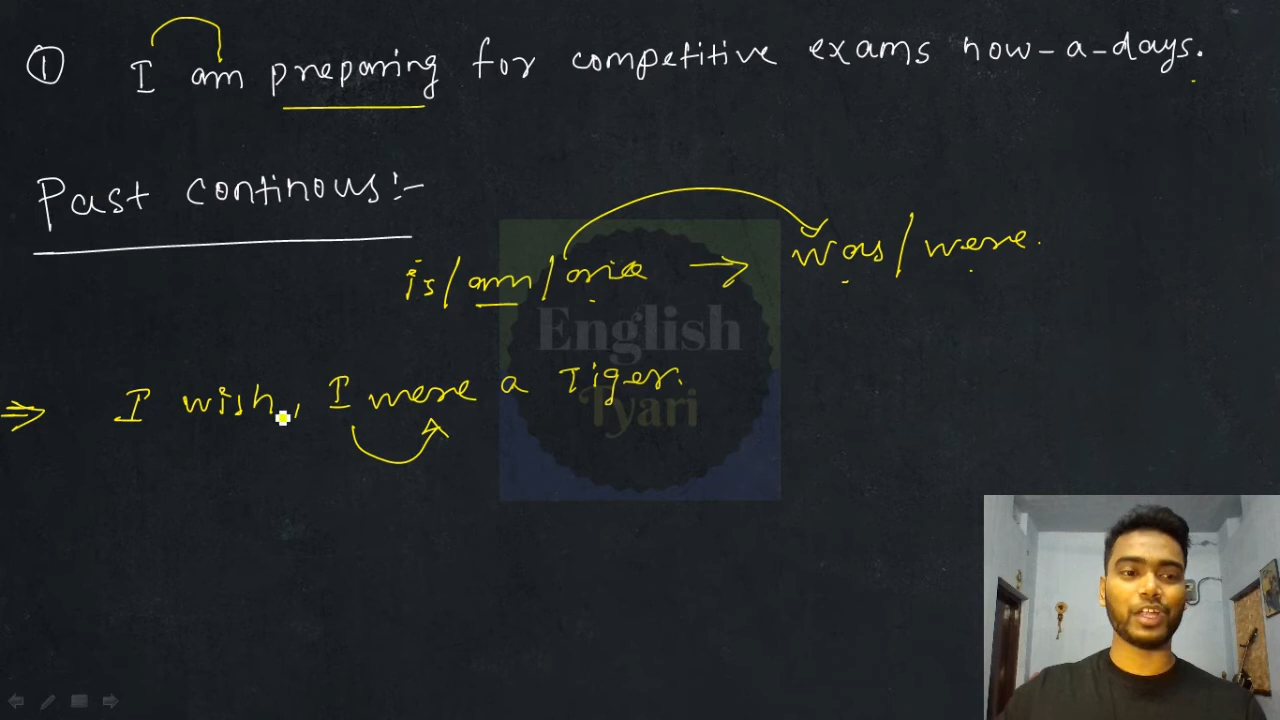 ① I am preparing for competitive exams now-a-days.
Past continous:-
is/am/are → was/were.
⇒ I wish, I were a Tiger.
English
Tyari